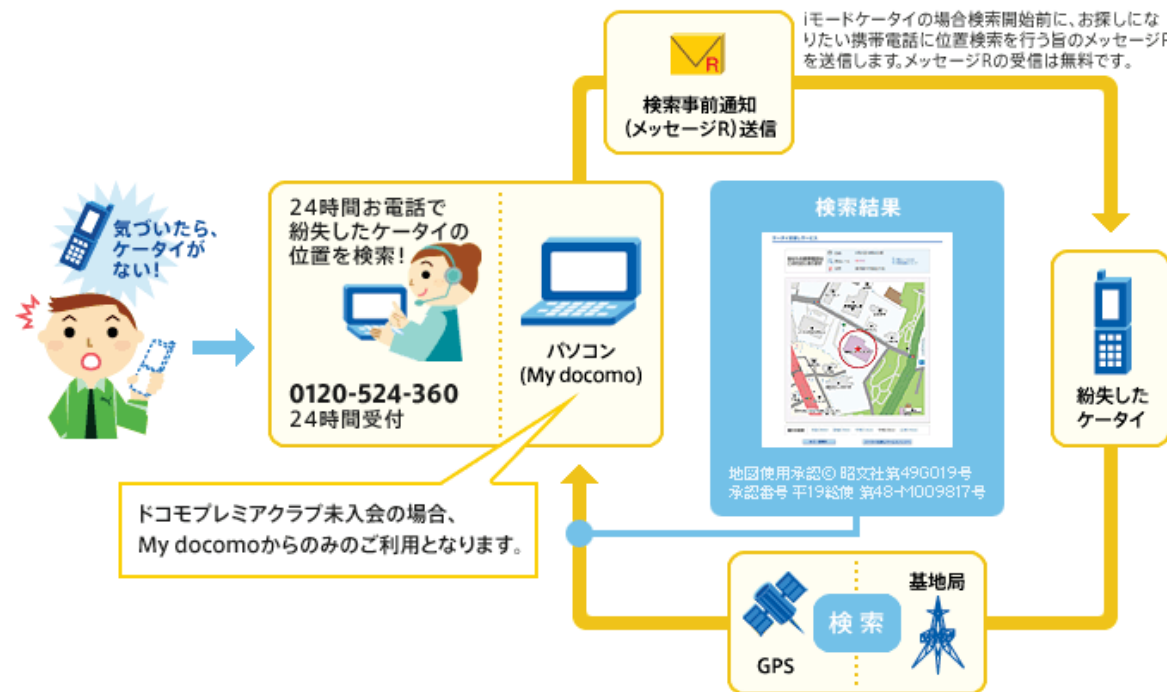 iモードケータイの場合検索開始前に、お探しにな
りたい携帯電話に位置検索を行う旨のメッセージR
を送信します。メッセージRの受信は無料です。
R
検索事前通知
(メッセージR)送信
気づいたら、
ケータイが
ない!
24時間お電話で
紛失したケータイの
位置を検索!
0120-524-360
24時間受付
パソコン
(My docomo)
検索結果
地図使用承認© 昭文社第49G019号
承認番号 平19総使 第48-M009817号
紛失した
ケータイ
ドコモプレミアクラブ未入会の場合、
My docomoからのみのご利用となります。
GPS
検索
基地局